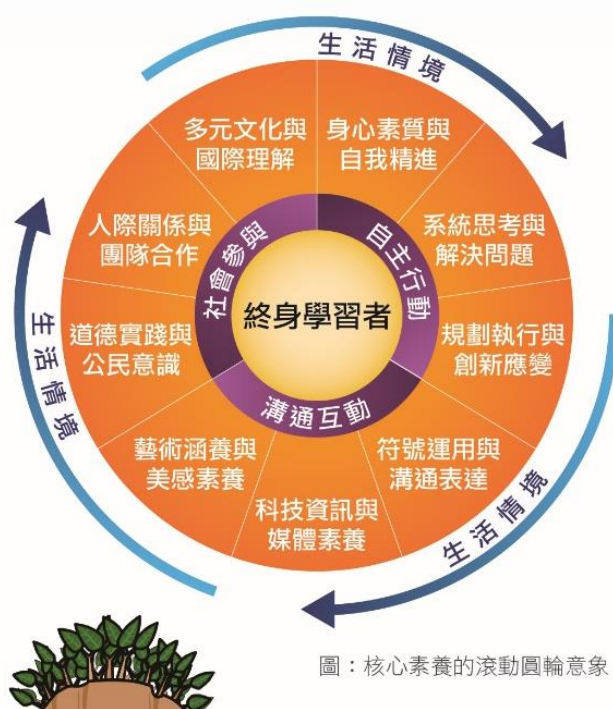 生活情境
多元文化與
國際理解
身心素質與
自我精進
人際關係與
團隊合作
系統思考與
解決問題
社會參與
自主行動
終身學習者
生活情境
道德實踐與
公民意識
規劃執行與
創新應變
溝通互動
藝術涵養與
美感素養
符號運用與
溝通表達
科技資訊與
媒體素養
生活情境
圖：核心素養的滾動圓輪意象